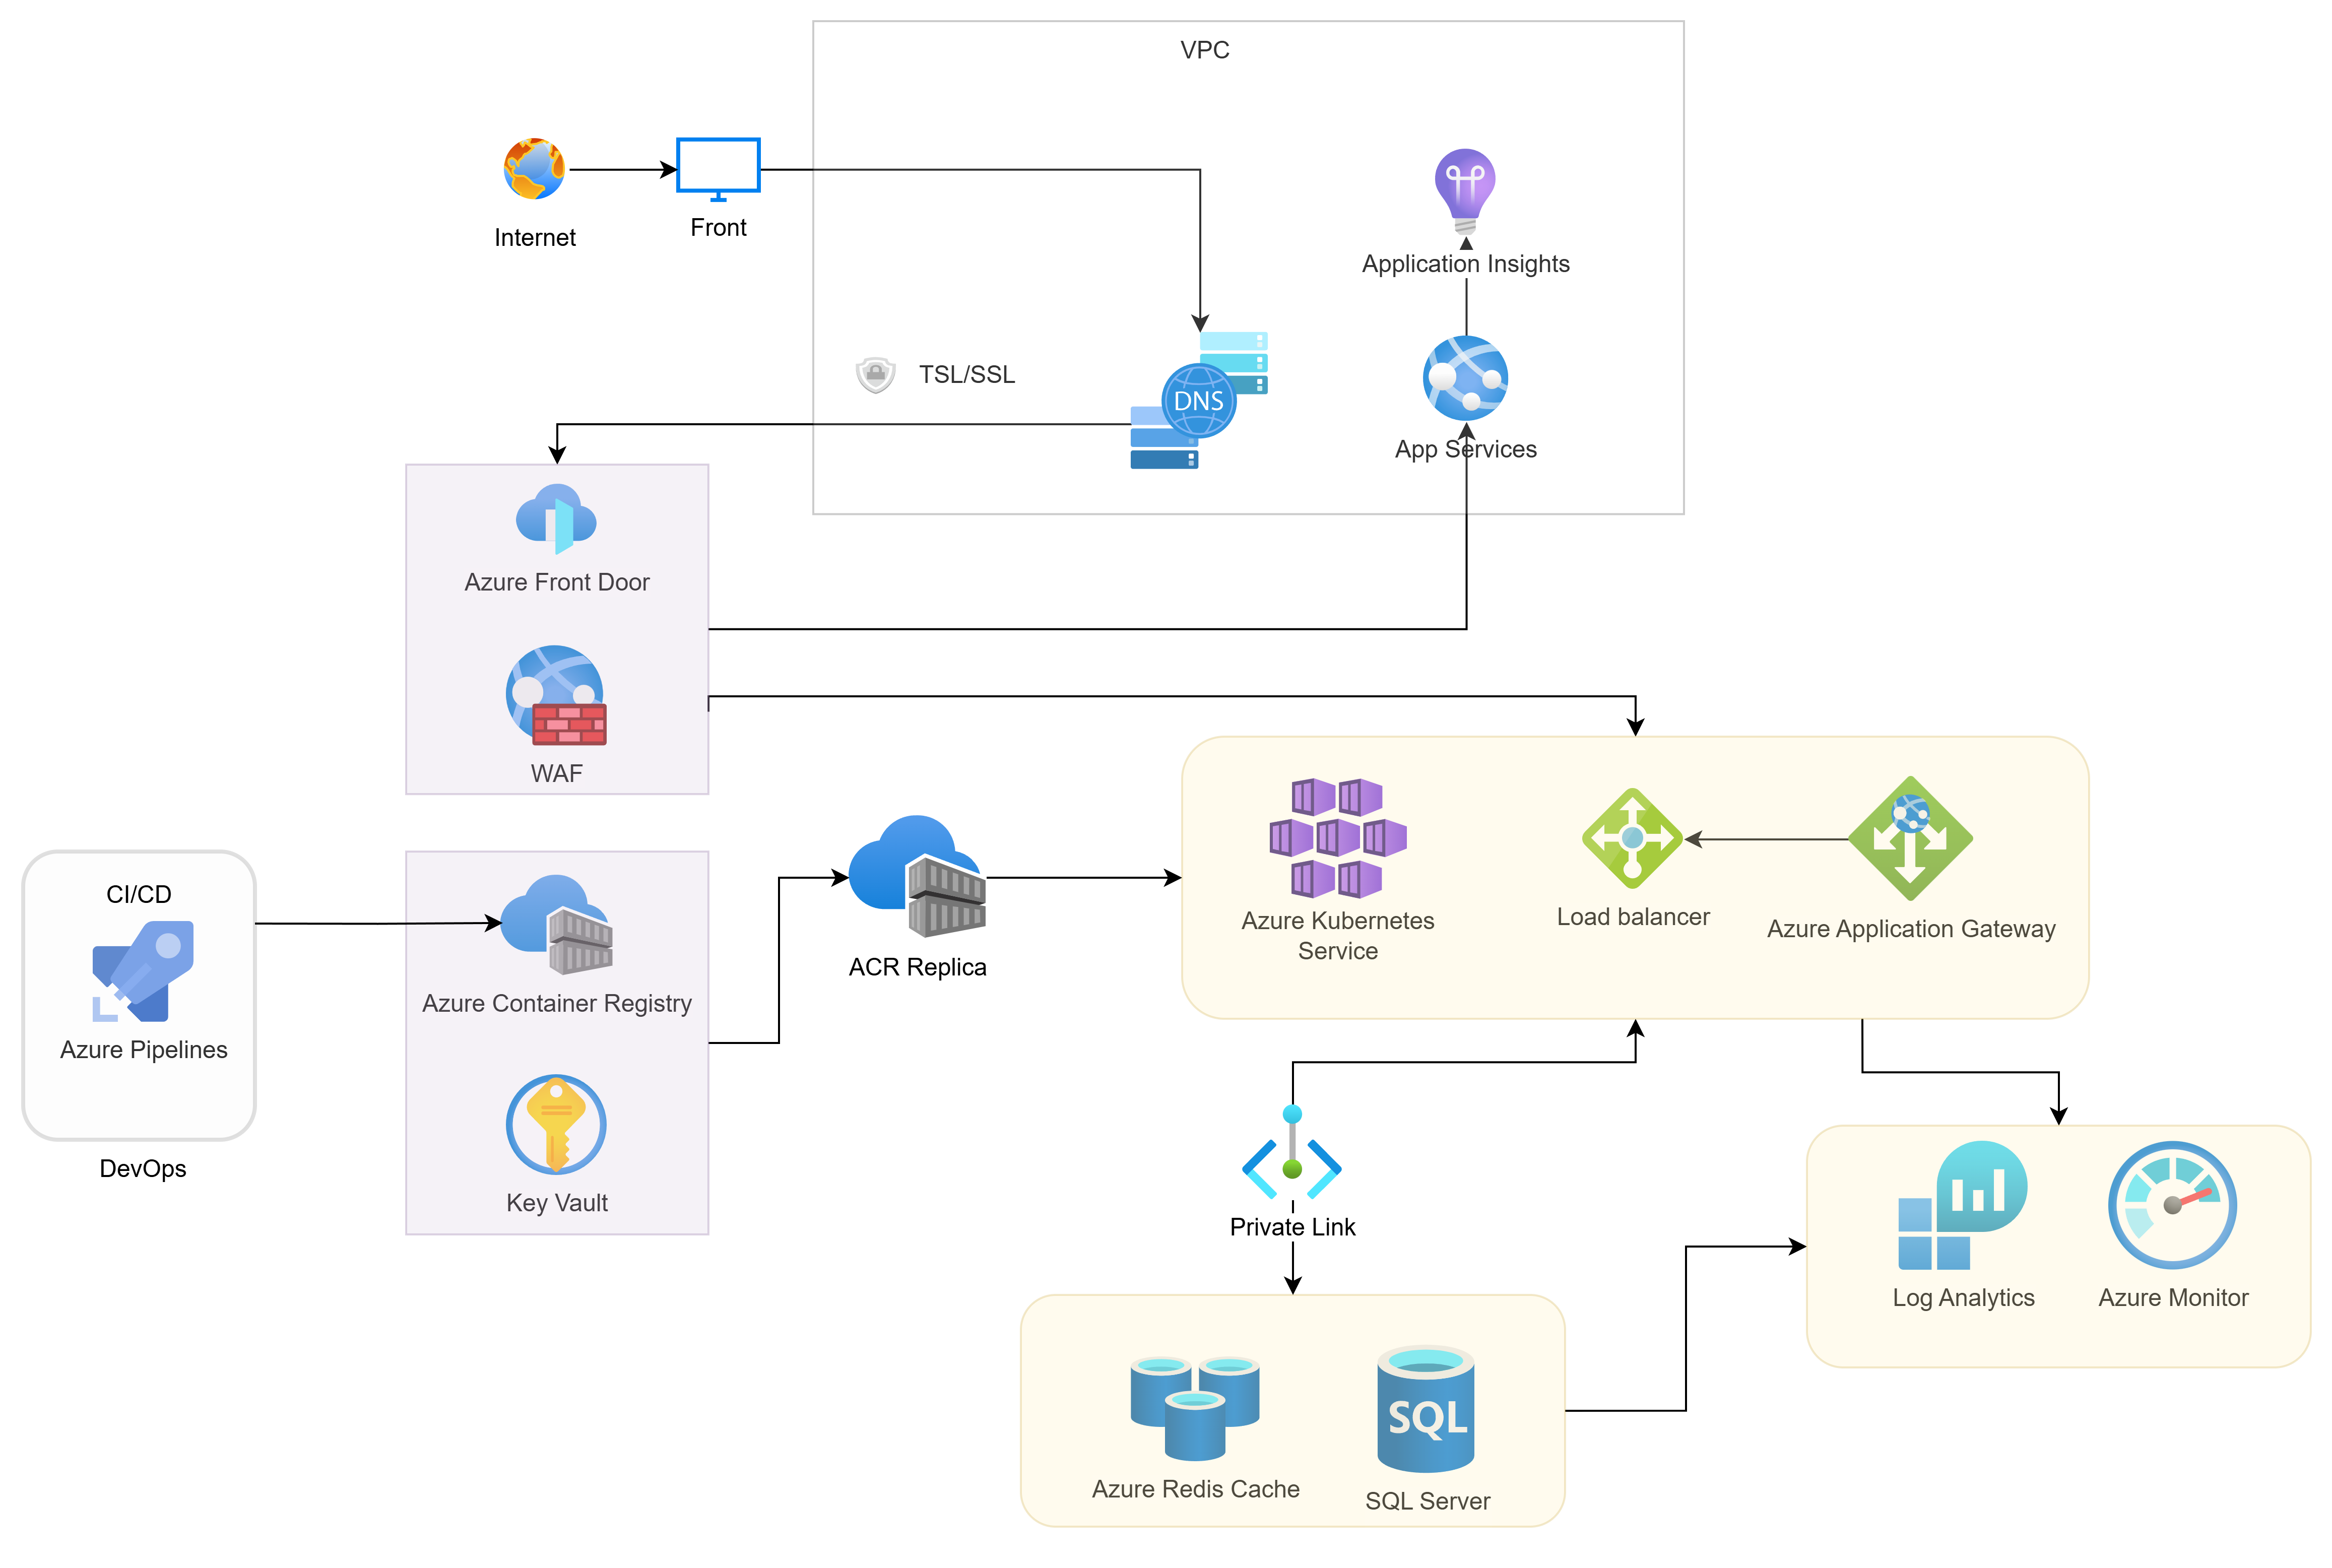 VPC
Internet
Front
Application Insights
TSL/SSL
DNS
App Services
Azure Front Door
WAF
CI/CD
Azure Pipelines
DevOps
Azure Container Registry
Key Vault
ACR Replica
Azure Kubernetes
Service
Load balancer
Azure Application Gateway
Private Link
Log Analytics
Azure Monitor
SQL
Azure Redis Cache
SQL Server